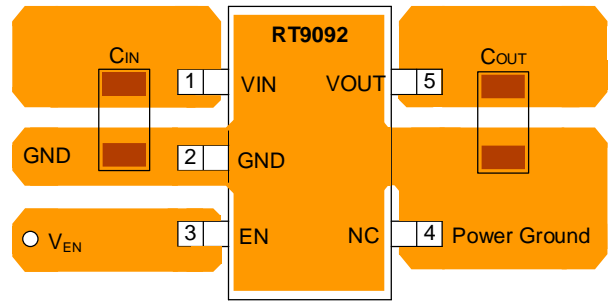 RT9092
CIN
COUT
1 VIN VOUT 5
GND 2 GND
VEN 3 EN NC 4 Power Ground